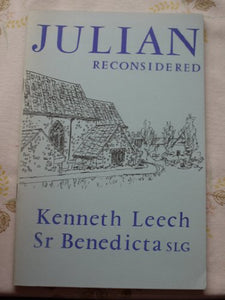 JULIAN
RECONSIDERED
Kenneth Leech
Sr Benedicta SLG